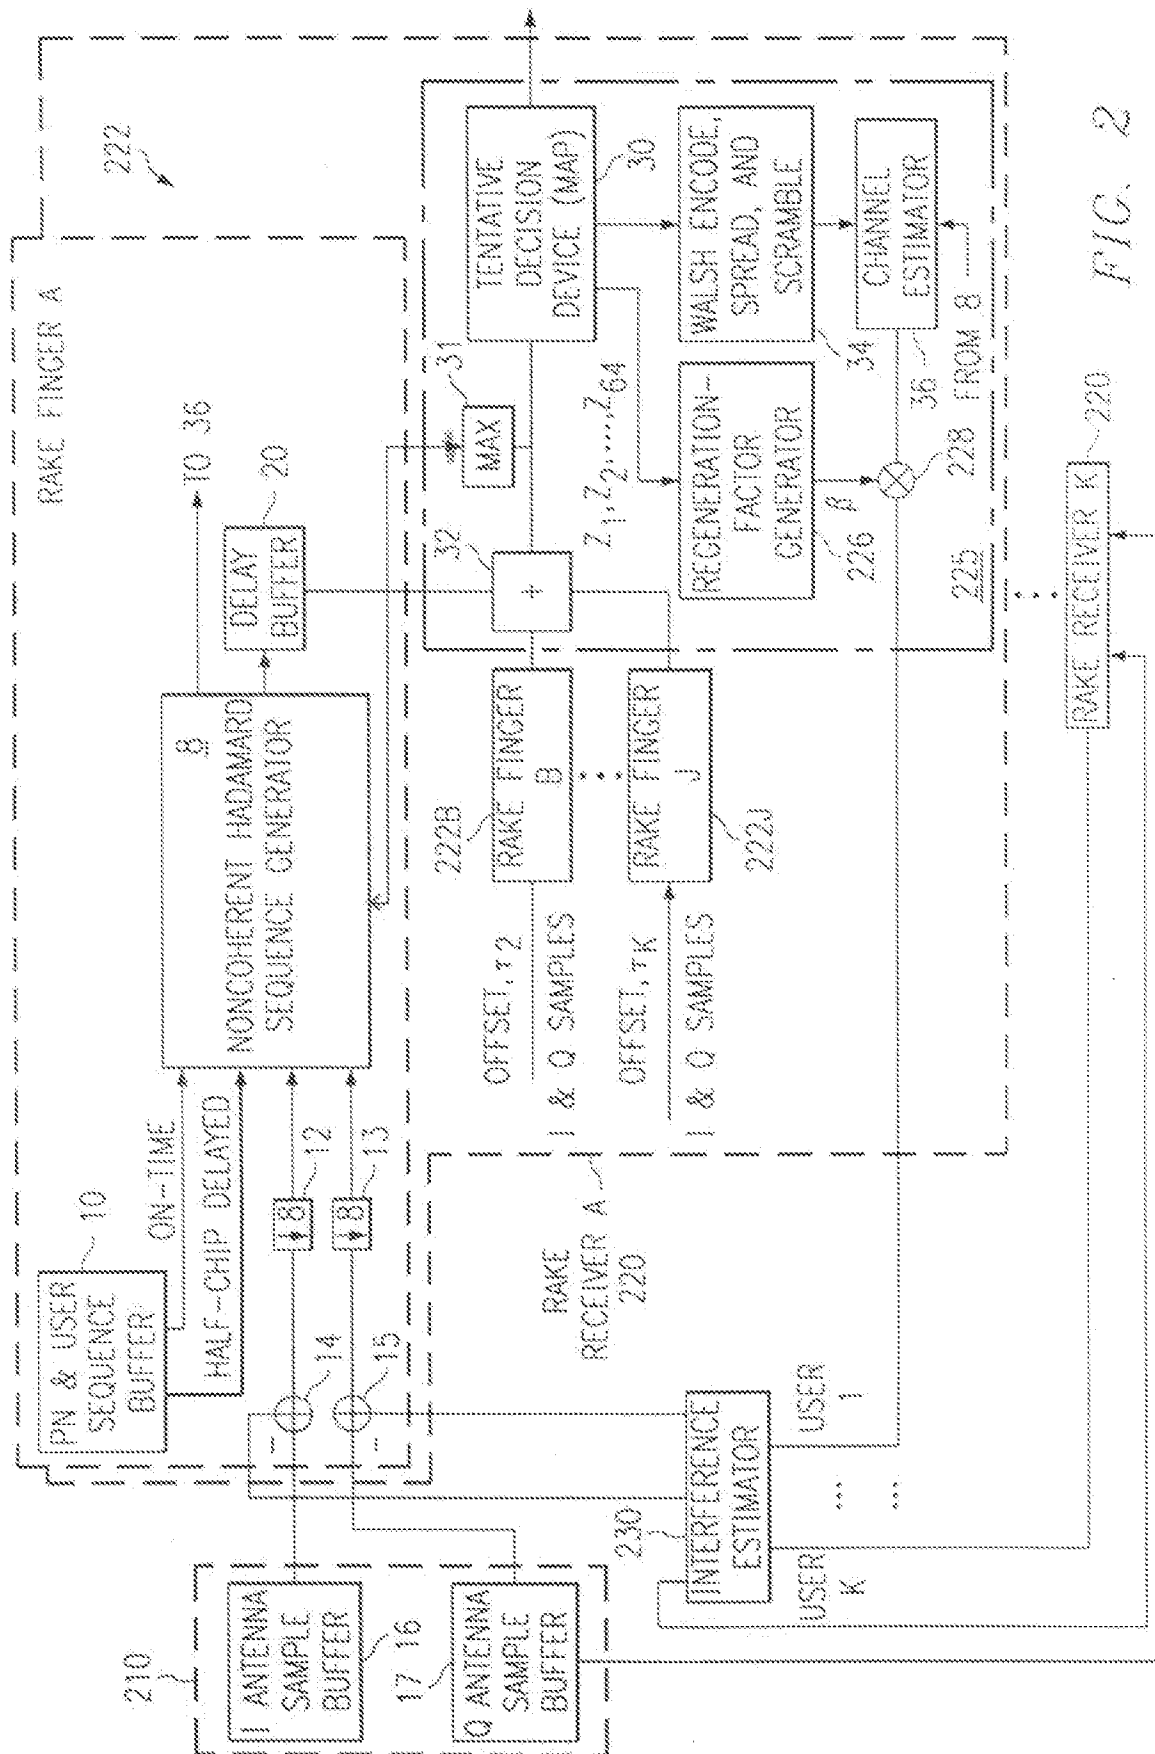 222
RAKE FINGER A
PN & USER
SEQUENCE
BUFFER
10
ON-TIME
HALF-CHIP DELAYED
8
NONCOHERENT HADAMARD
SEQUENCE GENERATOR
TO 36
DELAY
BUFFER
20
↓8
12
↓8
13
−
14
−
15
210
I ANTENNA
SAMPLE
BUFFER
16
17
Q ANTENNA
SAMPLE
BUFFER
MAX
31
+
32
TENTATIVE
DECISION
DEVICE (MAP)
30
Z1, Z2, ...., Z64
WALSH ENCODE,
SPREAD, AND
SCRAMBLE
34
REGENERATION-
FACTOR
GENERATOR
226
β
CHANNEL
ESTIMATOR
36
FROM 8
228
225
222B
RAKE FINGER
B
OFFSET, τ2
I & Q SAMPLES
RAKE FINGER
J
222J
OFFSET, τK
I & Q SAMPLES
RAKE
RECEIVER A
220
230
INTERFERENCE
ESTIMATOR
USER
1
USER
K
RAKE RECEIVER K
220
FIG. 2